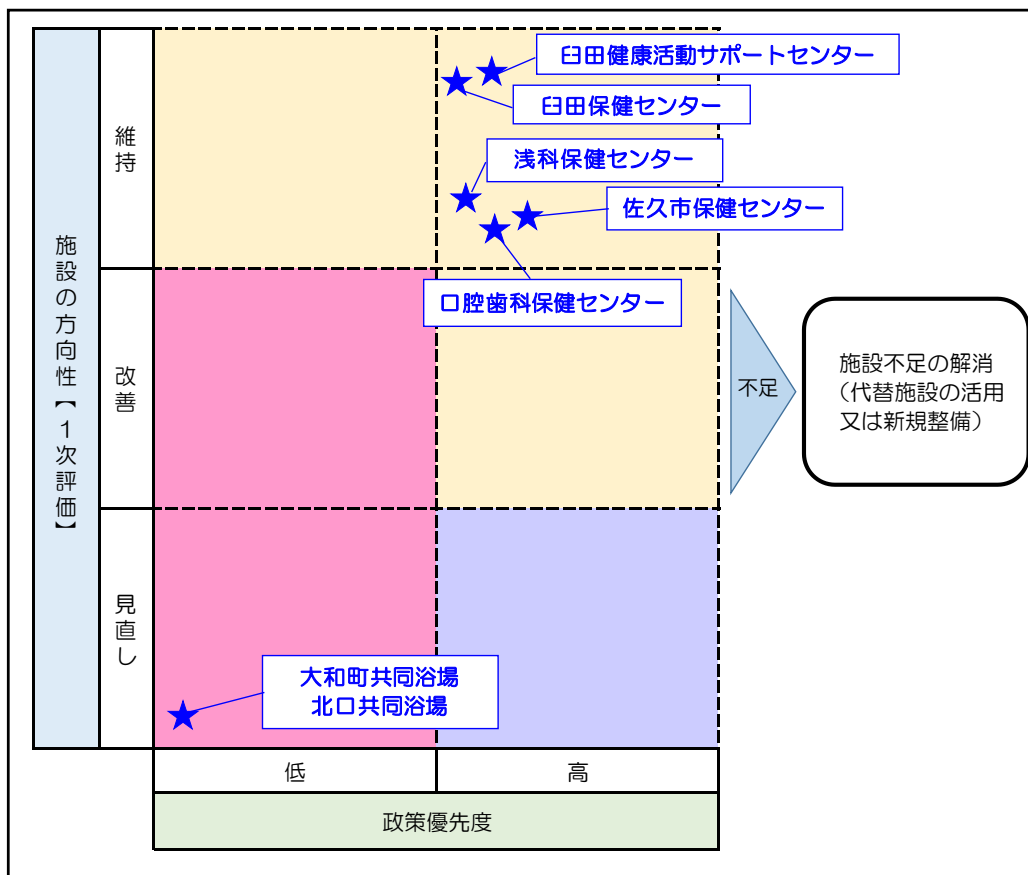 施設の方向性【1次評価】
維持
改善
見直し
臼田健康活動サポートセンター
臼田保健センター
浅科保健センター
佐久市保健センター
口腔歯科保健センター
不足
施設不足の解消
(代替施設の活用
又は新規整備)
大和町共同浴場
北口共同浴場
低
高
政策優先度